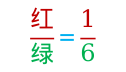 红/绿 = 1/6